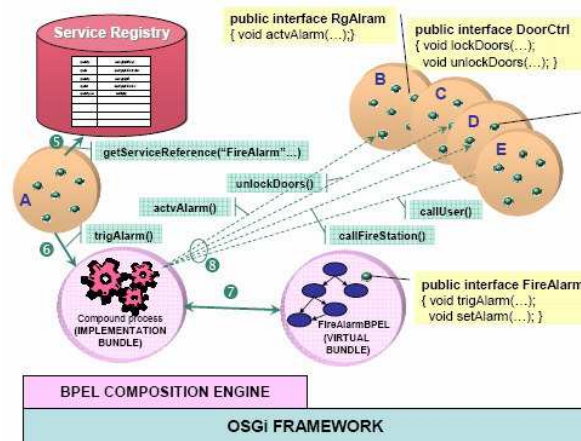 Service Registry
public interface RgAlram
{ void actvAlarm(...);}
public interface DoorCtrl
{ void lockDoors(...);
void unlockDoors(...); }
B
C
D
E
A
5
getServiceReference("FireAlarm"...)
unlockDoors()
actvAlarm()
callUser()
6
trigAlarm()
callFireStation()
8
7
Compound process
(IMPLEMENTATION
BUNDLE)
FireAlarmBPEL
(VIRTUAL
BUNDLE)
public interface FireAlarm
{ void trigAlarm(...);
void setAlarm(...); }
BPEL COMPOSITION ENGINE
OSGi FRAMEWORK